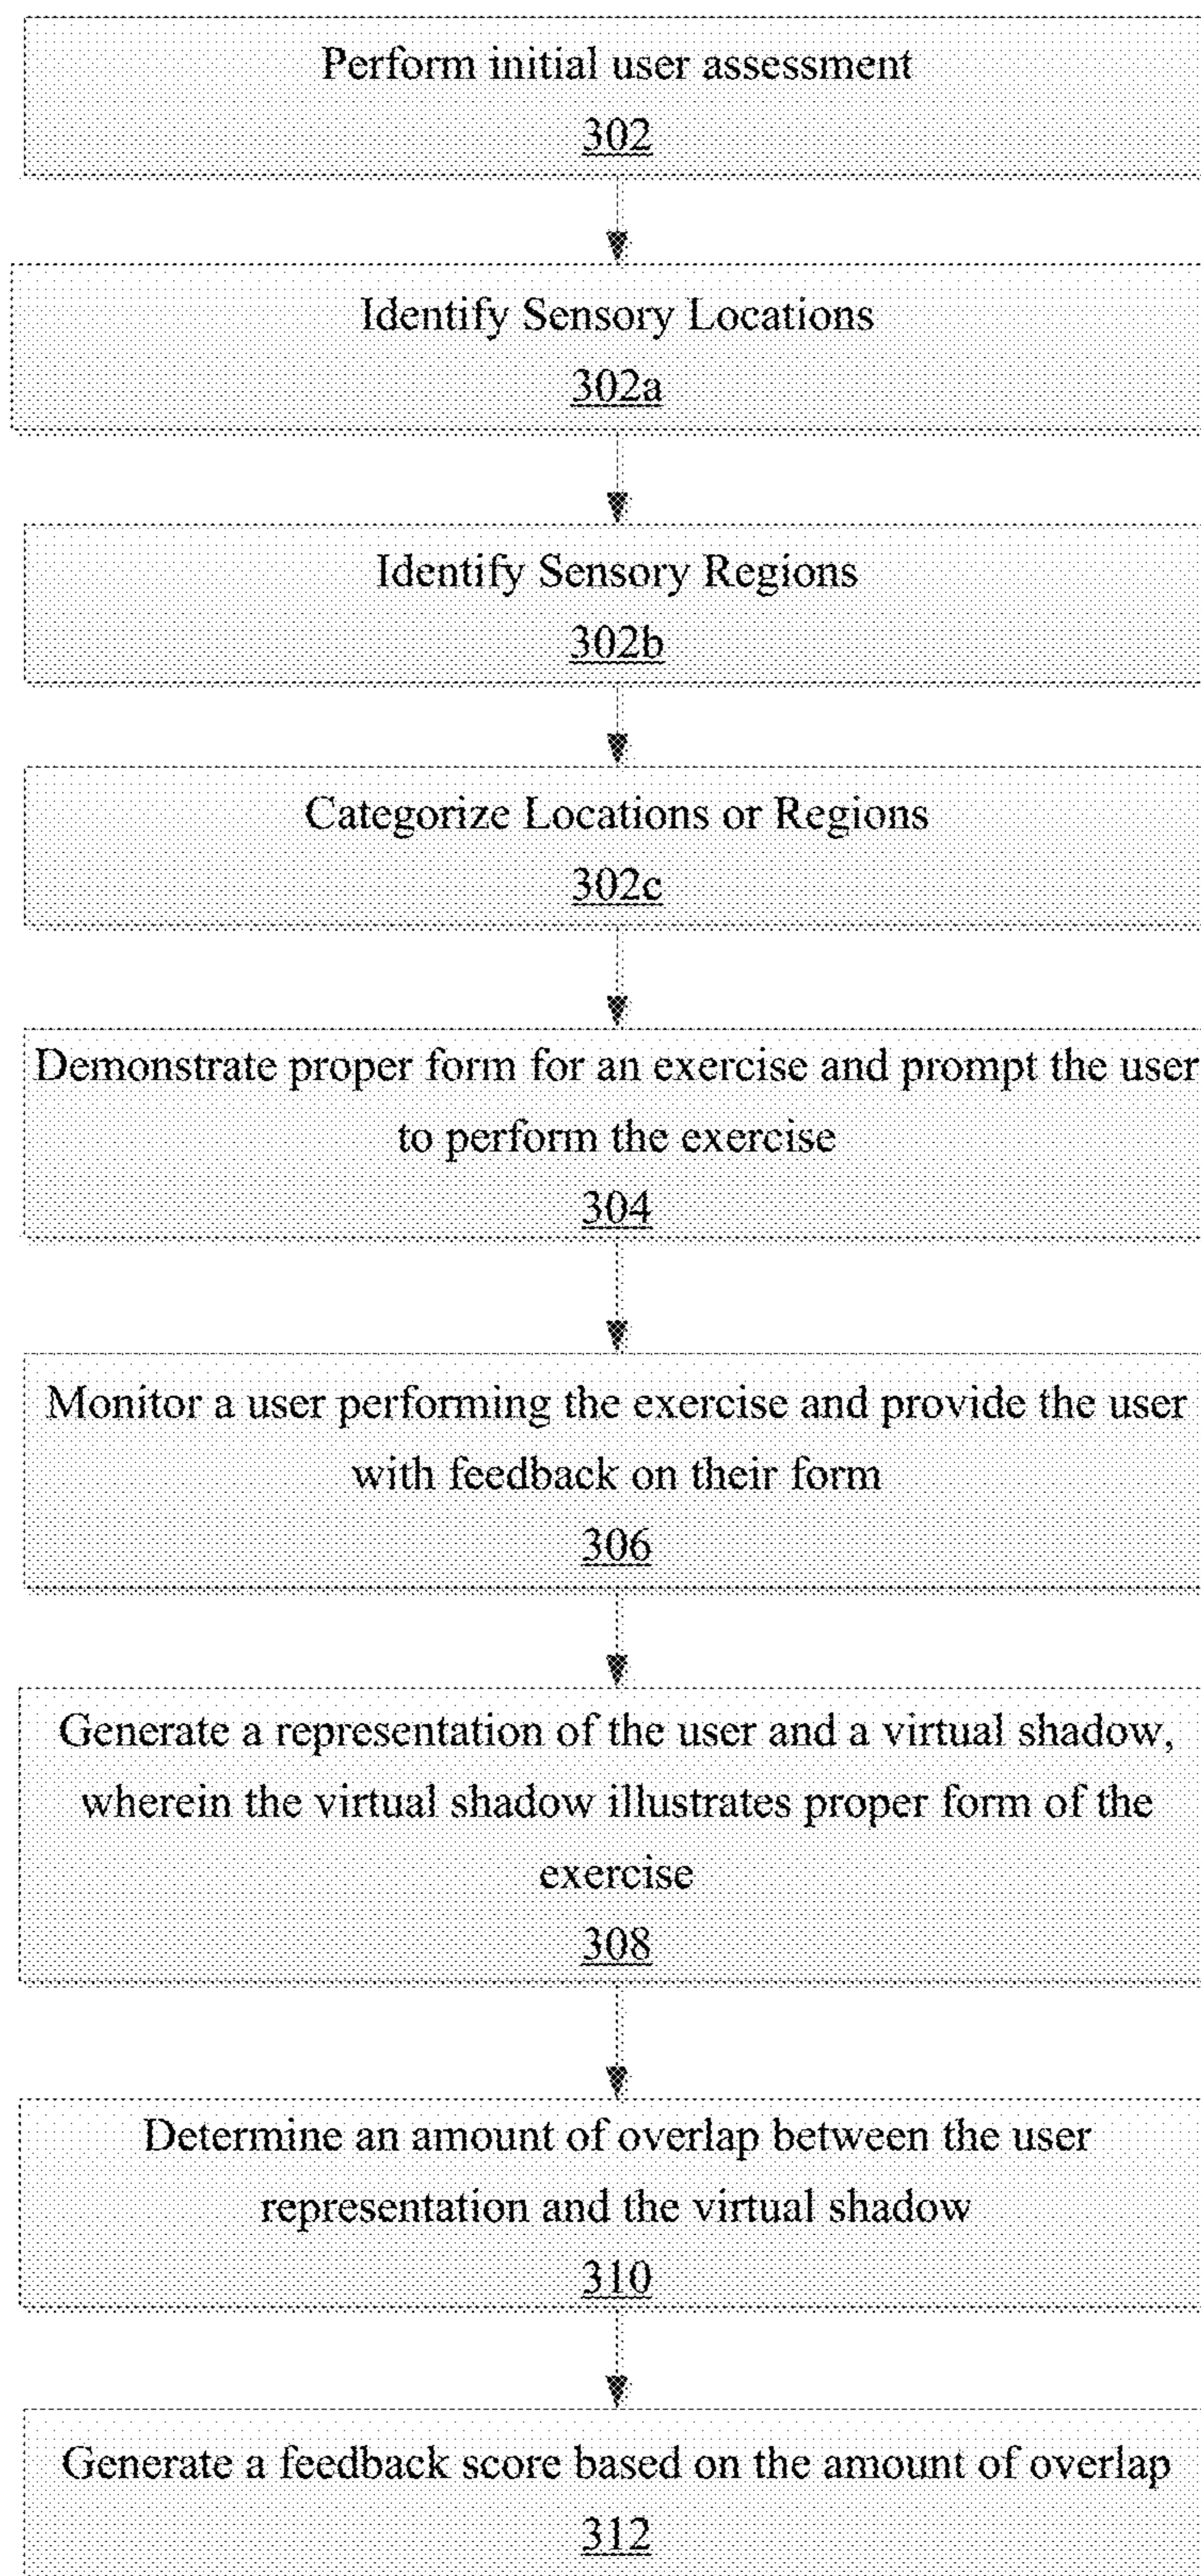 Perform initial user assessment
302
Identify Sensory Locations
302a
Identify Sensory Regions
302b
Categorize Locations or Regions
302c
Demonstrate proper form for an exercise and prompt the user
to perform the exercise
304
Monitor a user performing the exercise and provide the user
with feedback on their form
306
Generate a representation of the user and a virtual shadow,
wherein the virtual shadow illustrates proper form of the
exercise
308
Determine an amount of overlap between the user
representation and the virtual shadow
310
Generate a feedback score based on the amount of overlap
312